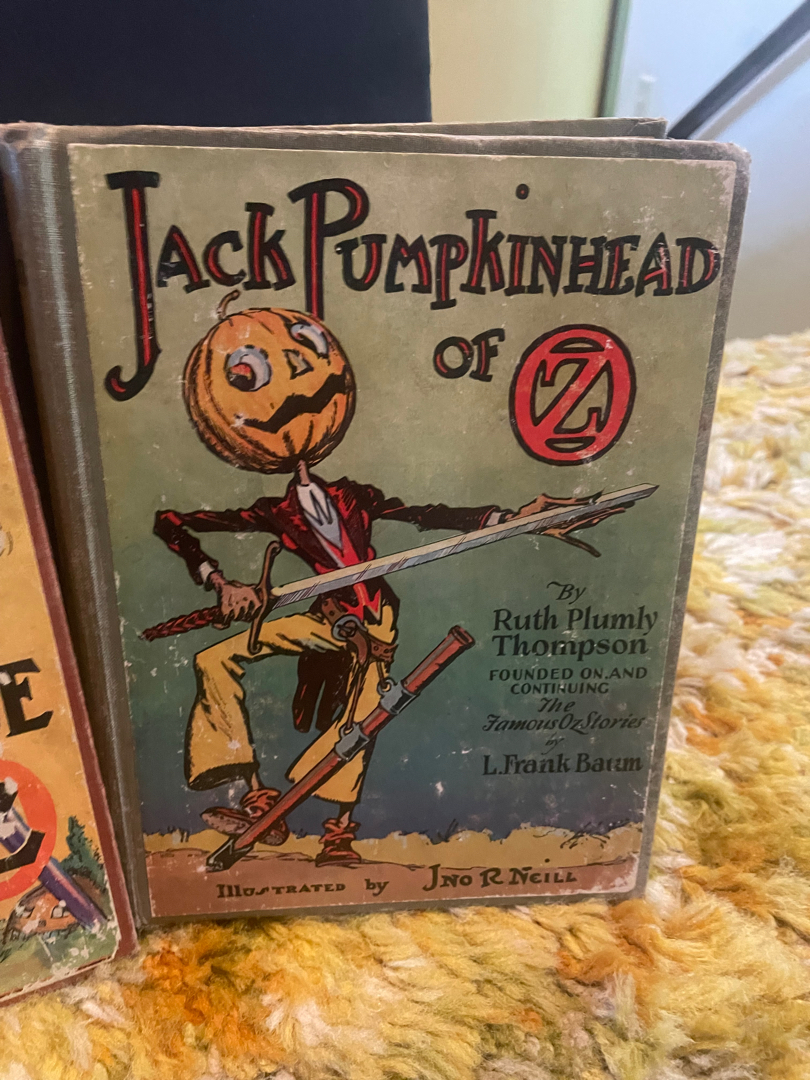 Jack Pumpkinhead
OF OZ
By
Ruth Plumly
Thompson
FOUNDED ON AND
CONTINUING
The
Famous Oz Stories
by
L. Frank Baum
Illustrated by Jno R. Neill
E